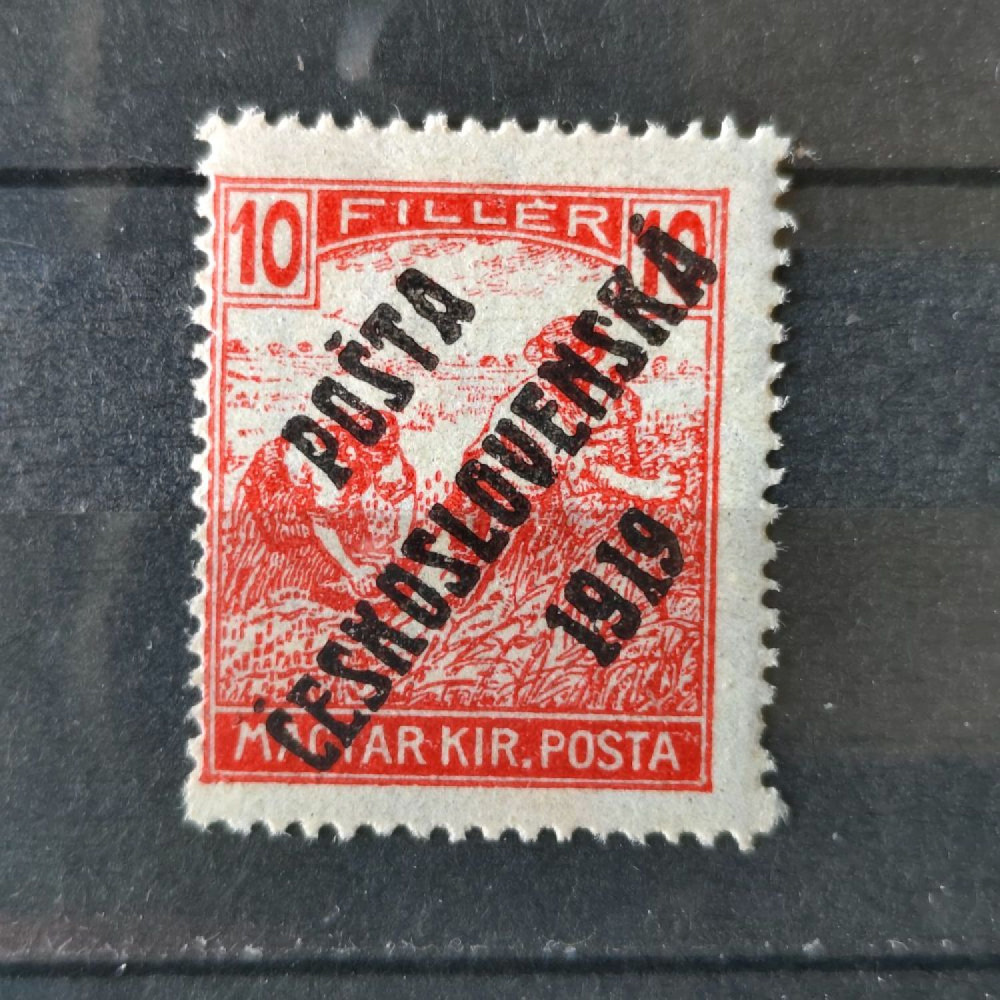 10 FILLÉR 10
POŠTA
ČESKOSLOVENSKÁ
1919
MAGYAR KIR. POSTA